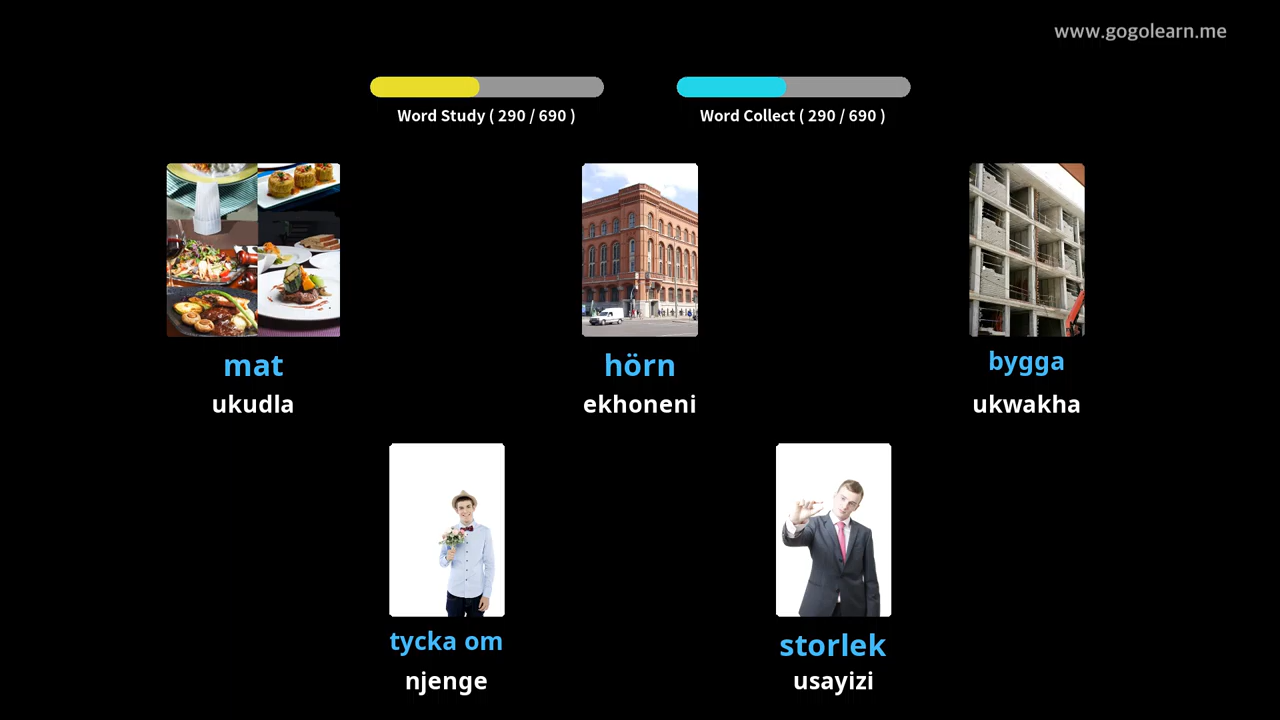 www.gogolearn.me
Word Study ( 290 / 690 )
Word Collect ( 290 / 690 )
mat
ukudla
hörn
ekhoneni
bygga
ukwakha
tycka om
njenge
storlek
usayizi